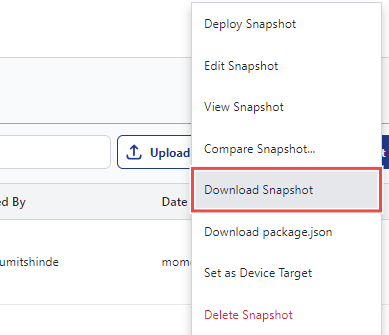 Deploy Snapshot
Edit Snapshot
View Snapshot
Compare Snapshot...
Upload
Download Snapshot
ed By
Date
Download package.json
umitshinde
mome
Set as Device Target
Delete Snapshot